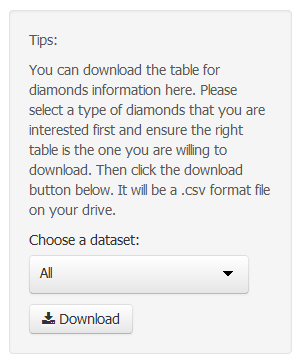 Tips:
You can download the table for
diamonds information here. Please
select a type of diamonds that you are
interested first and ensure the right
table is the one you are willing to
download. Then click the download
button below. It will be a .csv format file
on your drive.
Choose a dataset:
All
Download